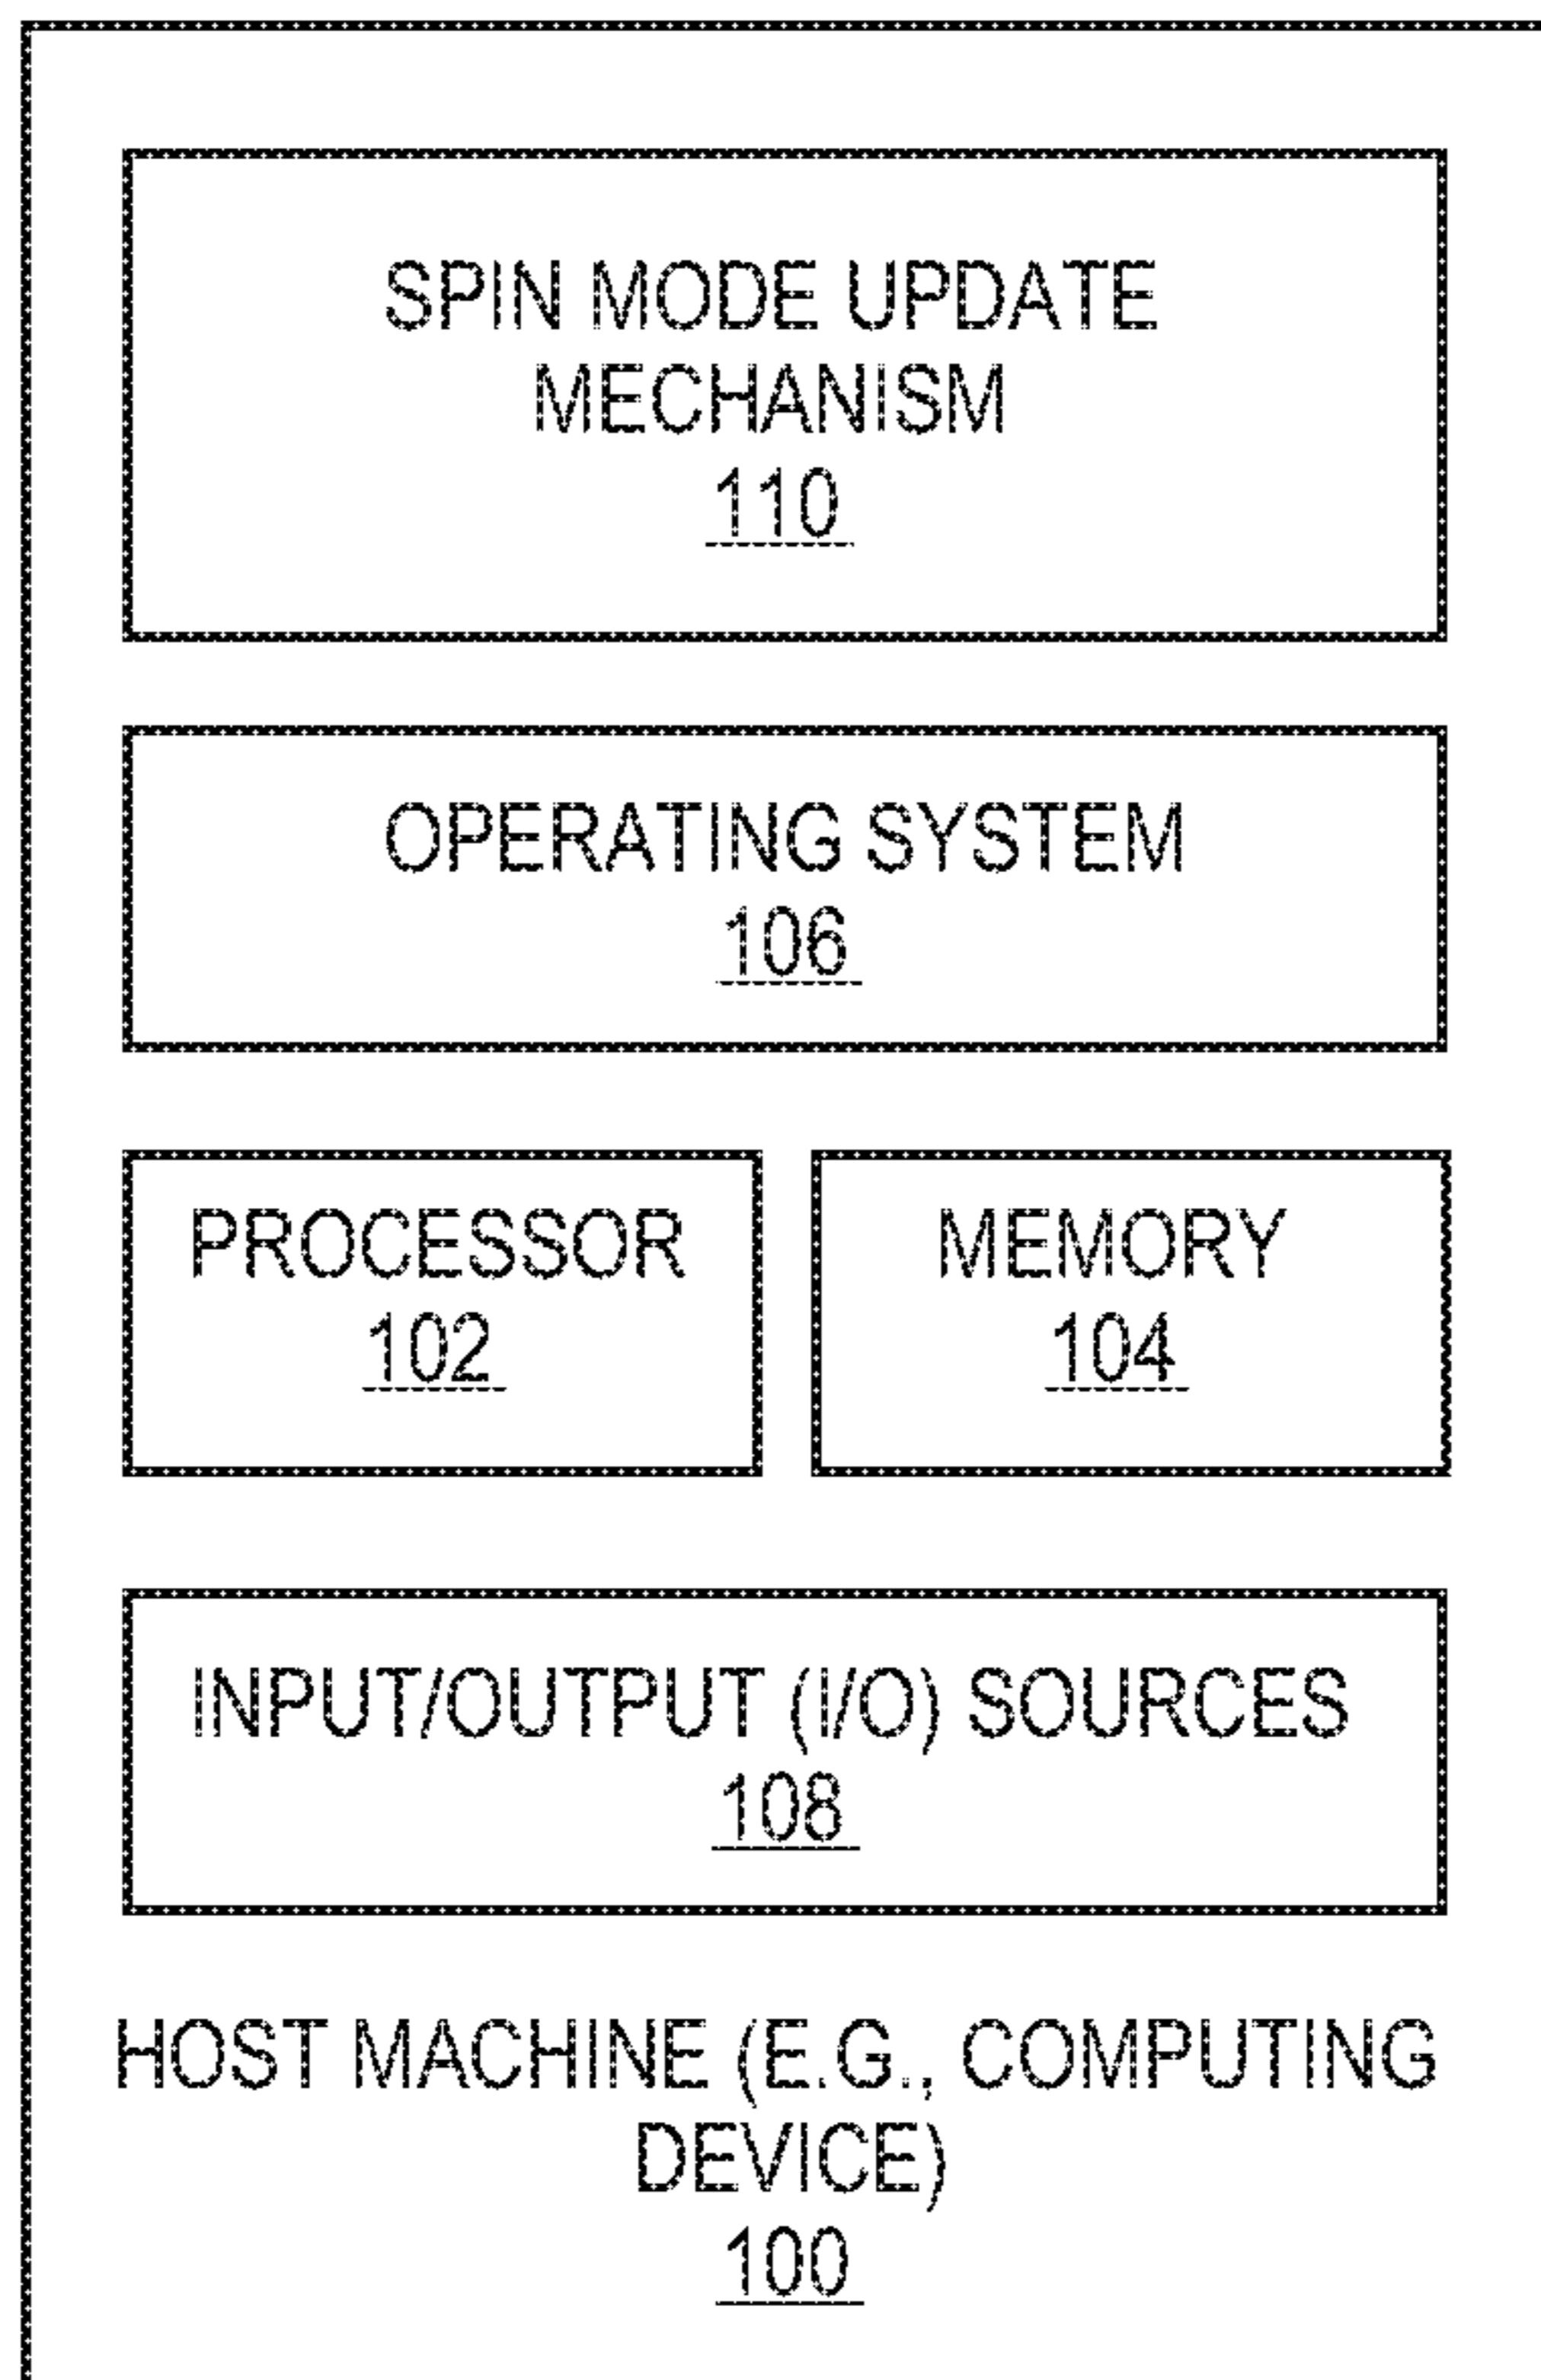 SPIN MODE UPDATE
MECHANISM
110
OPERATING SYSTEM
106
PROCESSOR
102
MEMORY
104
INPUT/OUTPUT (I/O) SOURCES
108
HOST MACHINE (E.G., COMPUTING
DEVICE)
100